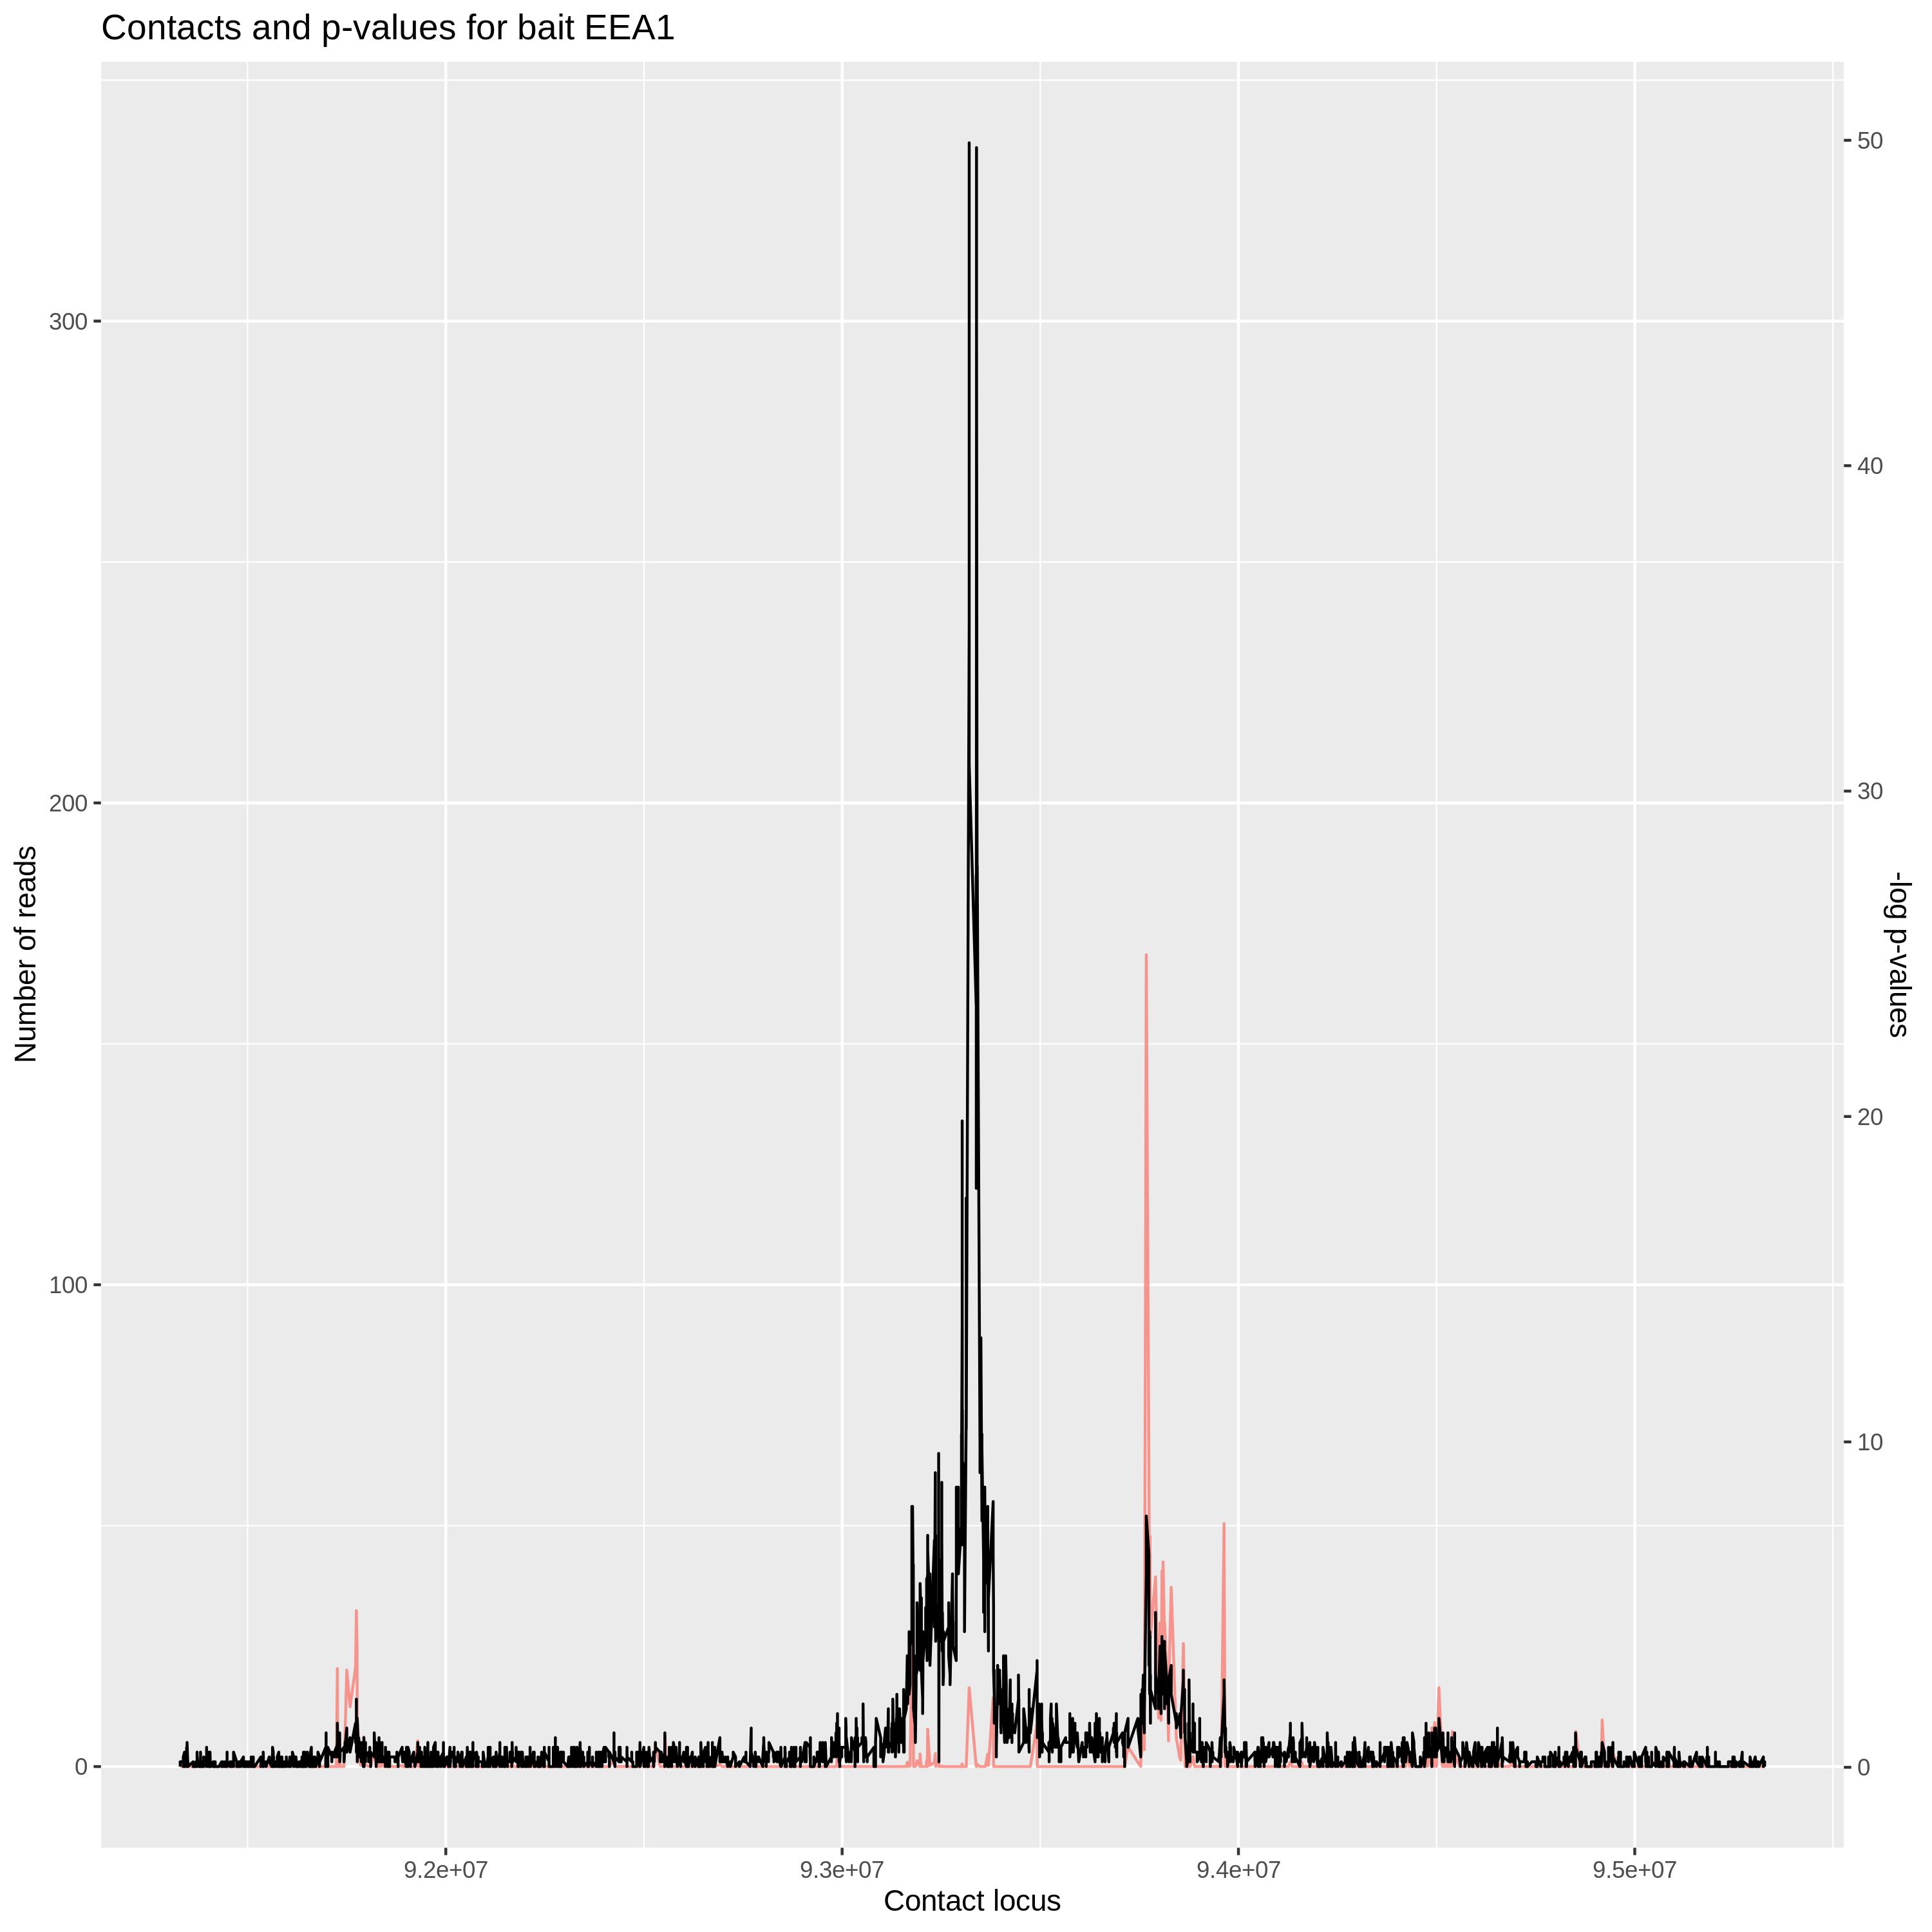 Contacts and p-values for bait EEA1
Number of reads
300
200
100
0
50
40
30
20
10
0
-log p-values
9.2e+07
9.3e+07
9.4e+07
9.5e+07
Contact locus